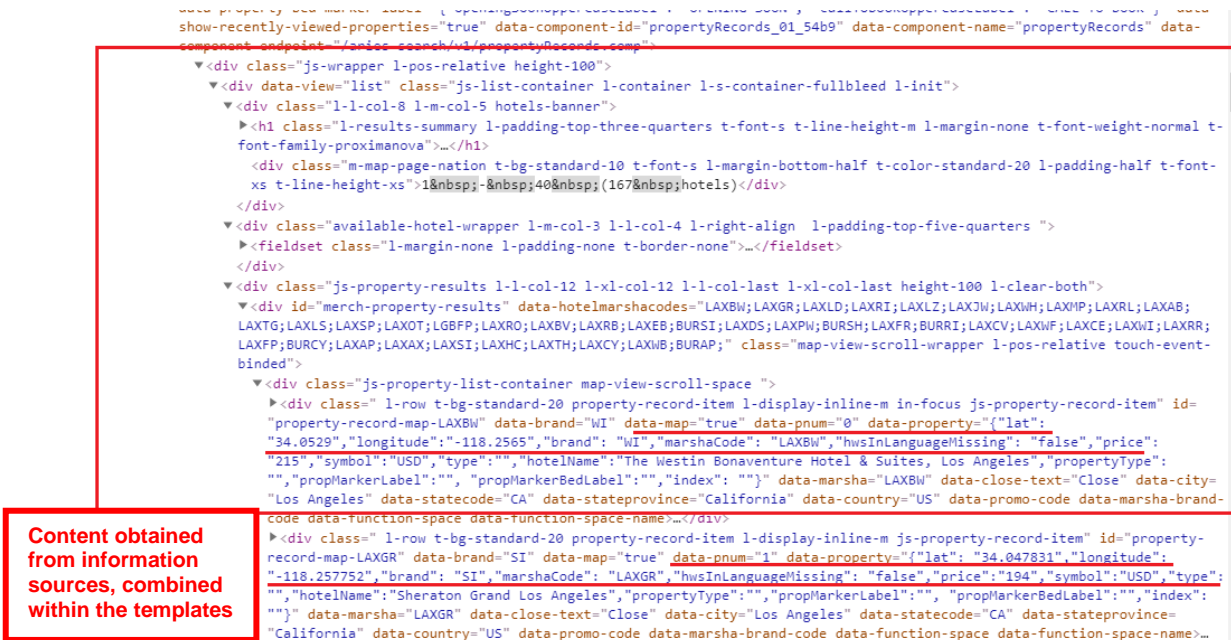 data-property-bed-marker-label="{"openingSoonUppercaseLabel": "OPENING SOON", "callToBookUppercaseLabel": "CALL TO BOOK"}" data-
show-recently-viewed-properties="true" data-component-id="propertyRecords_01_54b9" data-component-name="propertyRecords" data-
component-endpoint="/aries-search/v1/propertyRecords.comp">
▼<div class="js-wrapper l-pos-relative height-100">
▼<div data-view="list" class="js-list-container l-container l-s-container-fullbleed l-init">
▼<div class="l-l-col-8 l-m-col-5 hotels-banner">
▶<h1 class="l-results-summary l-padding-top-three-quarters t-font-s t-line-height-m l-margin-none t-font-weight-normal t-
font-family-proximanova">…</h1>
<div class="m-map-page-nation t-bg-standard-10 t-font-s l-margin-bottom-half t-color-standard-20 l-padding-half t-font-
xs t-line-height-xs">1&nbsp;-&nbsp;40&nbsp;(167&nbsp;hotels)</div>
</div>
▼<div class="available-hotel-wrapper l-m-col-3 l-l-col-4 l-right-align  l-padding-top-five-quarters ">
▶<fieldset class="l-margin-none l-padding-none t-border-none">…</fieldset>
</div>
▼<div class="js-property-results l-l-col-12 l-xl-col-12 l-l-col-last l-xl-col-last height-100 l-clear-both">
▼<div id="merch-property-results" data-hotelmarshacodes="LAXBW;LAXGR;LAXLD;LAXRI;LAXLZ;LAXJW;LAXWH;LAXMP;LAXRL;LAXAB;
LAXTG;LAXLS;LAXSP;LAXOT;LGBFP;LAXRO;LAXBV;LAXRB;LAXEB;BURSI;LAXDS;LAXPW;BURSH;LAXFR;BURRI;LAXCV;LAXWF;LAXCE;LAXWI;LAXRR;
LAXFP;BURCY;LAXAP;LAXAX;LAXSI;LAXHC;LAXTH;LAXCY;LAXWB;BURAP;" class="map-view-scroll-wrapper l-pos-relative touch-event-
binded">
▼<div class="js-property-list-container map-view-scroll-space ">
▶<div class=" l-row t-bg-standard-20 property-record-item l-display-inline-m in-focus js-property-record-item" id=
"property-record-map-LAXBW" data-brand="WI" data-map="true" data-pnum="0" data-property="{"lat":
"34.0529","longitude":"-118.2565","brand": "WI","marshaCode": "LAXBW","hwsInLanguageMissing": "false","price":
"215","symbol":"USD","type":"","hotelName":"The Westin Bonaventure Hotel & Suites, Los Angeles","propertyType":
"","propMarkerLabel":"", "propMarkerBedLabel":"","index": ""}" data-marsha="LAXBW" data-close-text="Close" data-city=
"Los Angeles" data-statecode="CA" data-stateprovince="California" data-country="US" data-promo-code data-marsha-brand-
code data-function-space data-function-space-name>…</div>
▶<div class=" l-row t-bg-standard-20 property-record-item l-display-inline-m js-property-record-item" id="property-
record-map-LAXGR" data-brand="SI" data-map="true" data-pnum="1" data-property="{"lat": "34.047831","longitude":
"-118.257752","brand": "SI","marshaCode": "LAXGR","hwsInLanguageMissing": "false","price":"194","symbol":"USD","type":
"","hotelName":"Sheraton Grand Los Angeles","propertyType":"","propMarkerLabel":"", "propMarkerBedLabel":"","index":
""}" data-marsha="LAXGR" data-close-text="Close" data-city="Los Angeles" data-statecode="CA" data-stateprovince=
"California" data-country="US" data-promo-code data-marsha-brand-code data-function-space data-function-space-name>…
Content obtained
from information
sources, combined
within the templates